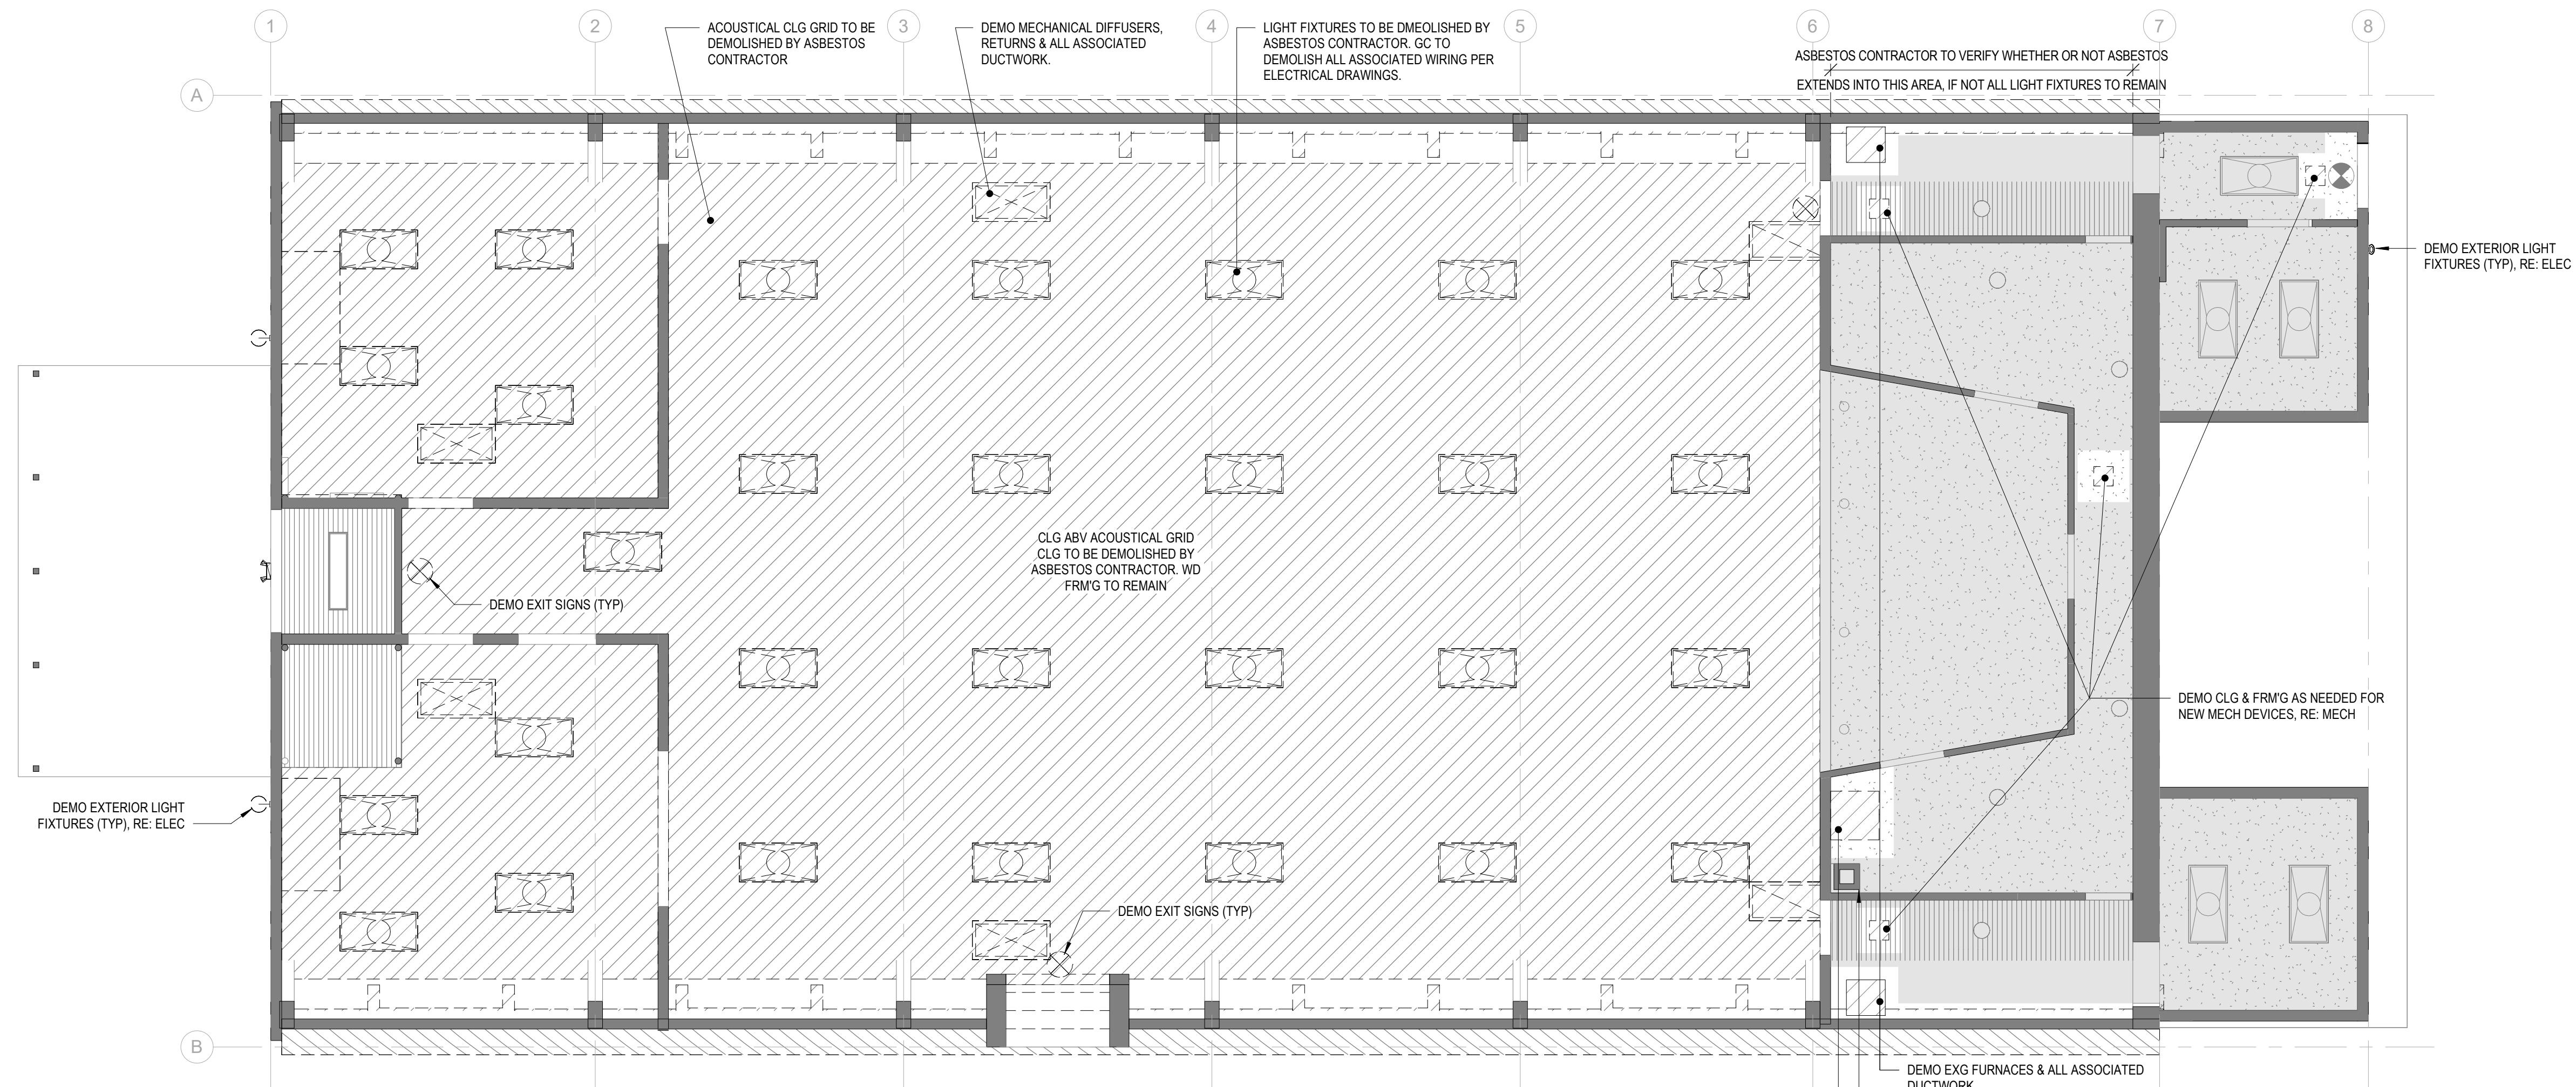 1
2
3
4
5
6
7
8
A
B
ACOUSTICAL CLG GRID TO BE
DEMOLISHED BY ASBESTOS
CONTRACTOR
DEMO MECHANICAL DIFFUSERS,
RETURNS & ALL ASSOCIATED
DUCTWORK.
LIGHT FIXTURES TO BE DMEOLISHED BY
ASBESTOS CONTRACTOR. GC TO
DEMOLISH ALL ASSOCIATED WIRING PER
ELECTRICAL DRAWINGS.
ASBESTOS CONTRACTOR TO VERIFY WHETHER OR NOT ASBESTOS
EXTENDS INTO THIS AREA, IF NOT ALL LIGHT FIXTURES TO REMAIN
DEMO EXTERIOR LIGHT
FIXTURES (TYP), RE: ELEC
CLG ABV ACOUSTICAL GRID
CLG TO BE DEMOLISHED BY
ASBESTOS CONTRACTOR. WD
FRM'G TO REMAIN
DEMO EXIT SIGNS (TYP)
DEMO CLG & FRM'G AS NEEDED FOR
NEW MECH DEVICES, RE: MECH
DEMO EXTERIOR LIGHT
FIXTURES (TYP), RE: ELEC
DEMO EXIT SIGNS (TYP)
DEMO EXG FURNACES & ALL ASSOCIATED
DUCTWORK